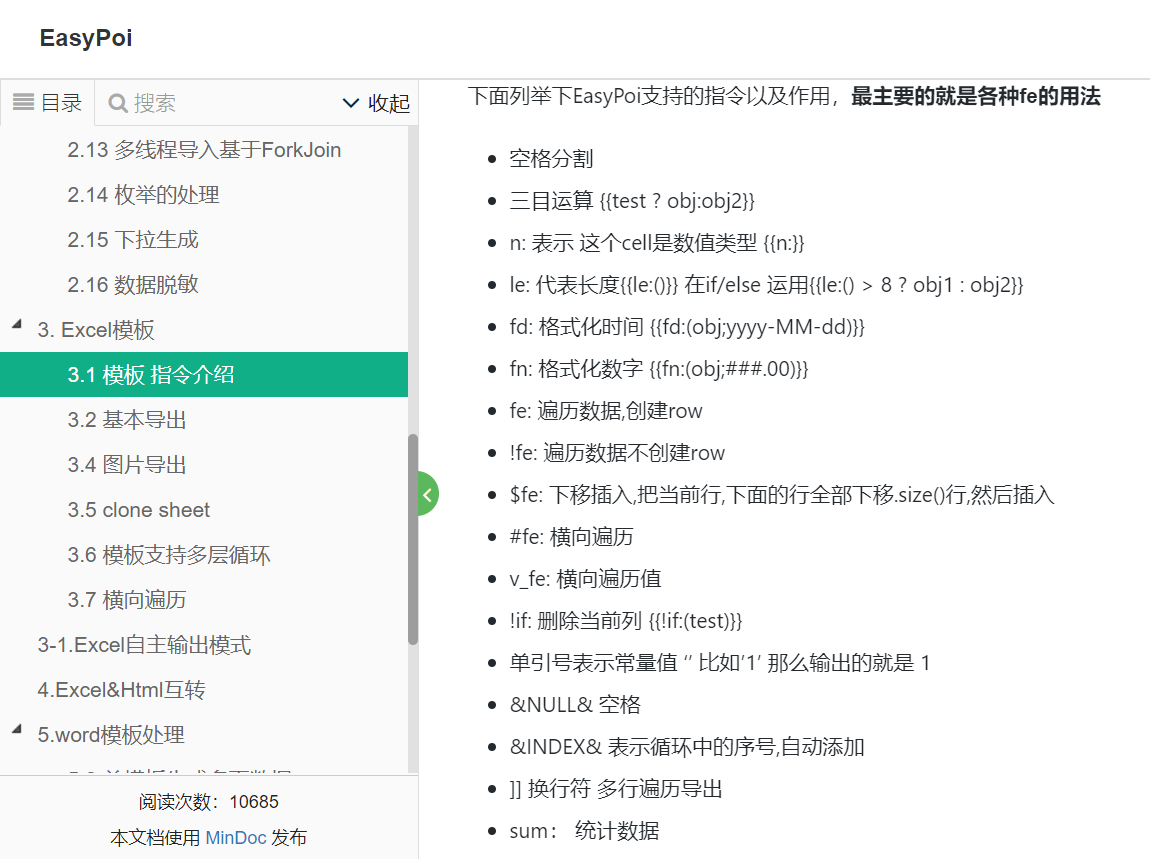 EasyPoi
目录
搜索
收起
2.13 多线程导入基于ForkJoin
2.14 枚举的处理
2.15 下拉生成
2.16 数据脱敏
3. Excel模板
3.1 模板 指令介绍
3.2 基本导出
3.4 图片导出
3.5 clone sheet
3.6 模板支持多层循环
3.7 横向遍历
3-1.Excel自主输出模式
4.Excel&Html互转
5.word模板处理
阅读次数：10685
本文档使用 MinDoc 发布
下面列举下EasyPoi支持的指令以及作用，最主要的就是各种fe的用法
空格分割
三目运算 {{test ? obj:obj2}}
n: 表示 这个cell是数值类型 {{n:}}
le: 代表长度{{le:()}} 在if/else 运用{{le:() > 8 ? obj1 : obj2}}
fd: 格式化时间 {{fd:(obj;yyyy-MM-dd)}}
fn: 格式化数字 {{fn:(obj;###.00)}}
fe: 遍历数据,创建row
!fe: 遍历数据不创建row
$fe: 下移插入,把当前行,下面的行全部下移.size()行,然后插入
#fe: 横向遍历
v_fe: 横向遍历值
!if: 删除当前列 {{!if:(test)}}
单引号表示常量值 ‘’ 比如’1’ 那么输出的就是 1
&NULL& 空格
&INDEX& 表示循环中的序号,自动添加
]] 换行符 多行遍历导出
sum： 统计数据